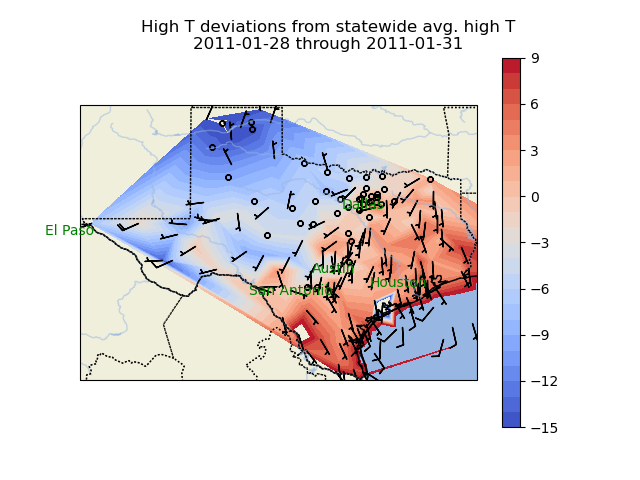 High T deviations from statewide avg. high T
2011-01-28 through 2011-01-31
9
6
3
0
−3
−6
−9
−12
−15
Dallas
El Paso
Austin
San Antonio
Houston